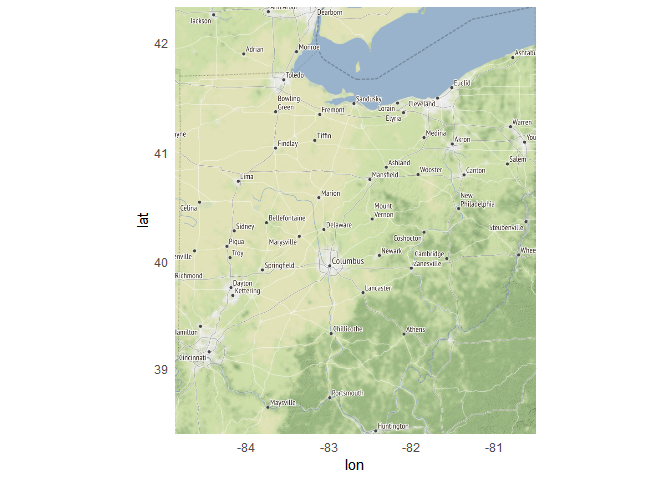 Dearborn
Jackson
42
Adrian
Monroe
Ashtabu
Toledo
Euclid
Bowling
Green
Fremont
Sandusky
Lorain
Cleveland
Elyria
Warren
You
Medina
Akron
Tiffin
Findlay
yne
41
Ashland
Wooster
Mansfield
Canton
Salem
Lima
Marion
New
Philadelphia
Celina
Mount
Vernon
Bellefontaine
Sidney
Delaware
Steubenville
Marysville
Coshocton
Piqua
Troy
enville
Newark
Cambridge
Whee
lat
40
Columbus
Zanesville
Springfield
Richmond
Dayton
Kettering
Lancaster
Hamilton
Chillicothe
Athens
Cincinnati
39
Portsmouth
Maysville
Huntington
-84
-83
-82
-81
lon